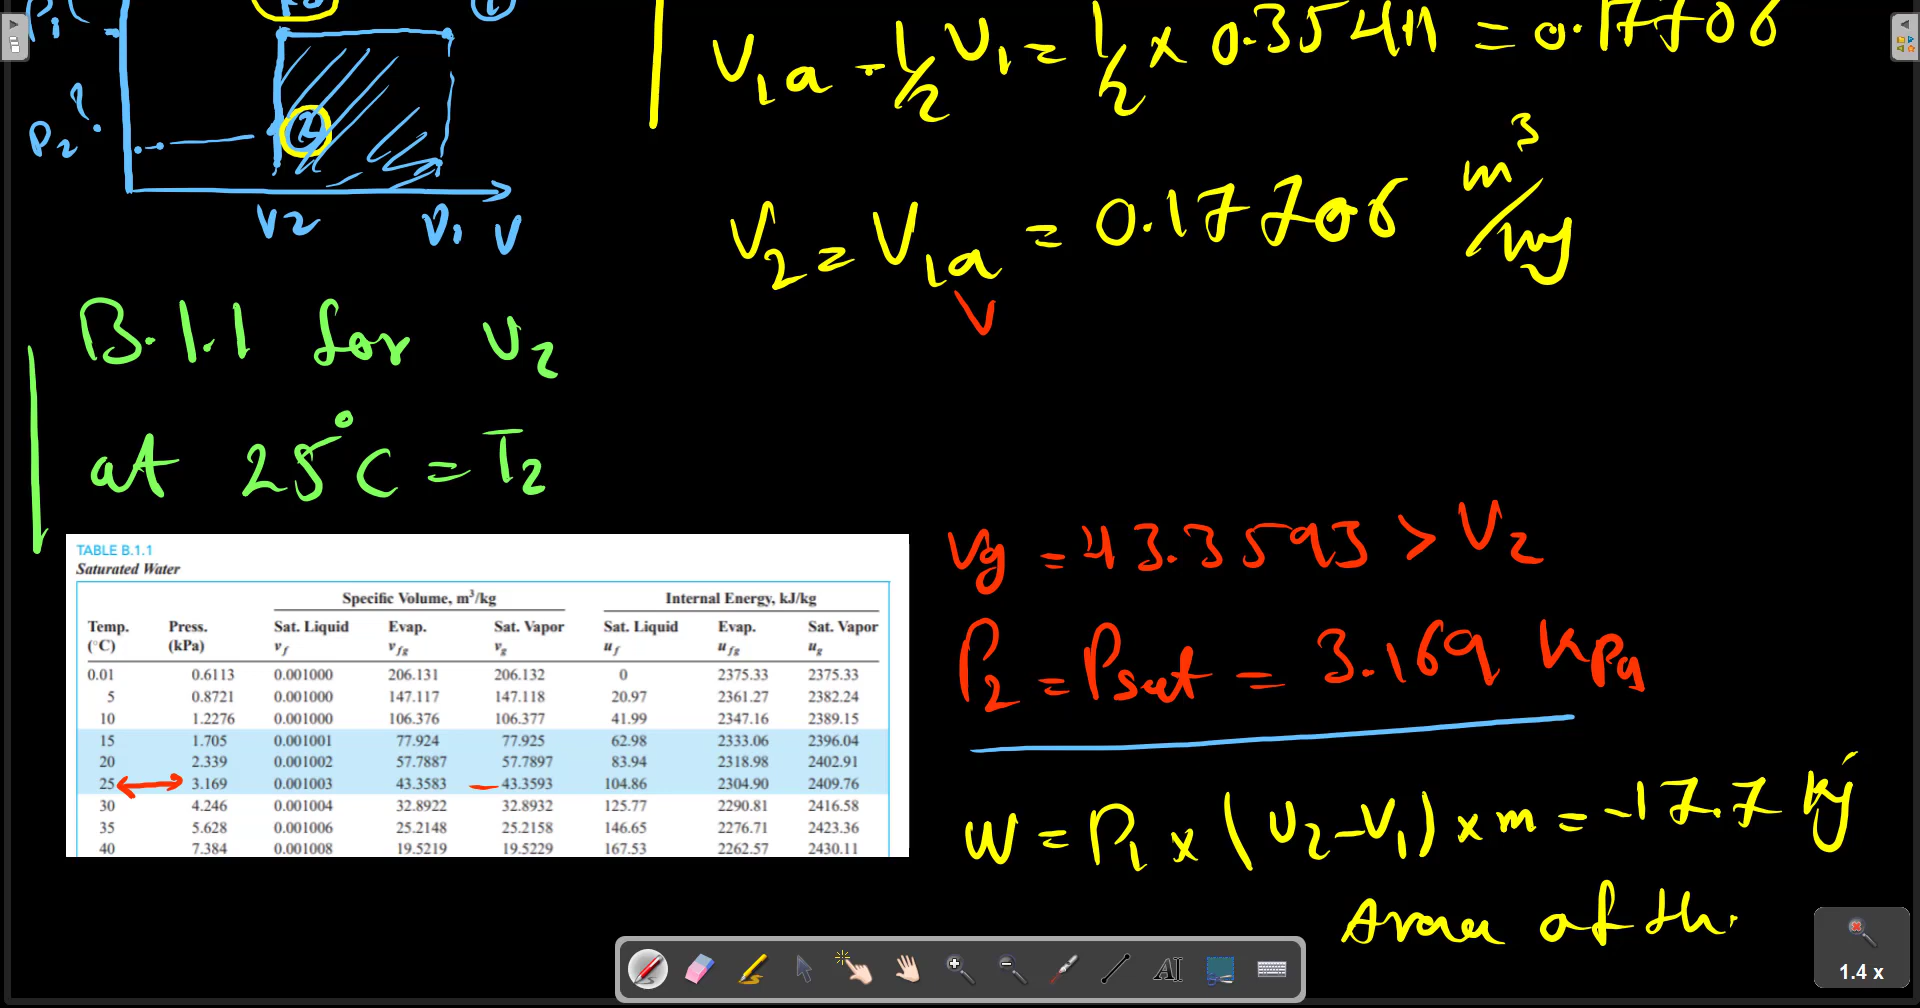 P₁
V₁a = 1/2 V₁ = 1/2 x 0.35411 = 0.17706
P₂ ?
2
V2 V₁ V
V₂ = V₁a = 0.17706 m³/kg
V
B.1.1 for V₂
at 25°C = T₂
TABLE B.1.1
Saturated Water
Specific Volume, m³/kg Internal Energy, kJ/kg
Temp. Press. Sat. Liquid Evap. Sat. Vapor Sat. Liquid Evap. Sat. Vapor
(°C) (kPa) vf vfg vg uf ufg ug
0.01 0.6113 0.001000 206.131 206.132 0 2375.33 2375.33
5 0.8721 0.001000 147.117 147.118 20.97 2361.27 2382.24
10 1.2276 0.001000 106.376 106.377 41.99 2347.16 2389.15
15 1.705 0.001001 77.924 77.925 62.98 2333.06 2396.04
20 2.339 0.001002 57.7887 57.7897 83.94 2318.98 2402.91
25 3.169 0.001003 43.3583 43.3593 104.86 2304.90 2409.76
30 4.246 0.001004 32.8922 32.8932 125.77 2290.81 2416.58
35 5.628 0.001006 25.2148 25.2158 146.65 2276.71 2423.36
40 7.384 0.001008 19.5219 19.5229 167.53 2262.57 2430.11
Vg = 43.3593 > V₂
P₂ = Psat = 3.169 kPa
W = P₁ x (V₂-V₁) x m = -17.7 kj
Area of th
AI
1.4 x